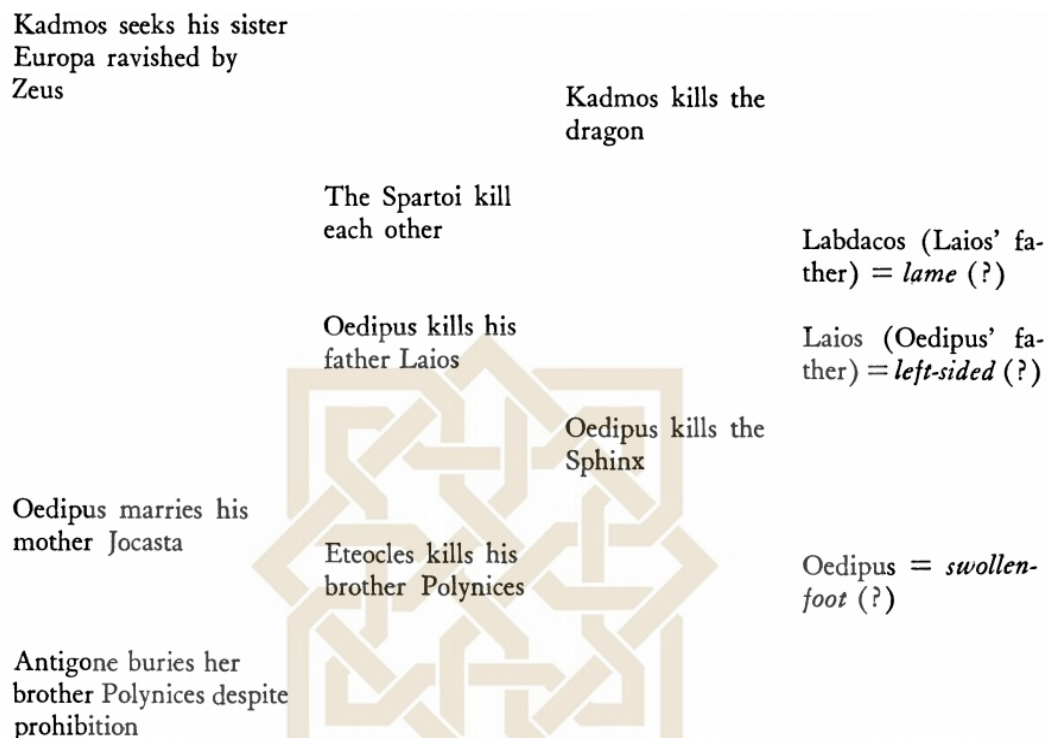 Kadmos seeks his sister
Europa ravished by
Zeus
Kadmos kills the
dragon
The Spartoi kill
each other
Labdacos (Laios' fa-
ther) = lame (?)
Oedipus kills his
father Laios
Laios (Oedipus' fa-
ther) = left-sided (?)
Oedipus kills the
Sphinx
Oedipus marries his
mother Jocasta
Eteocles kills his
brother Polynices
Oedipus = swollen-
foot (?)
Antigone buries her
brother Polynices despite
prohibition